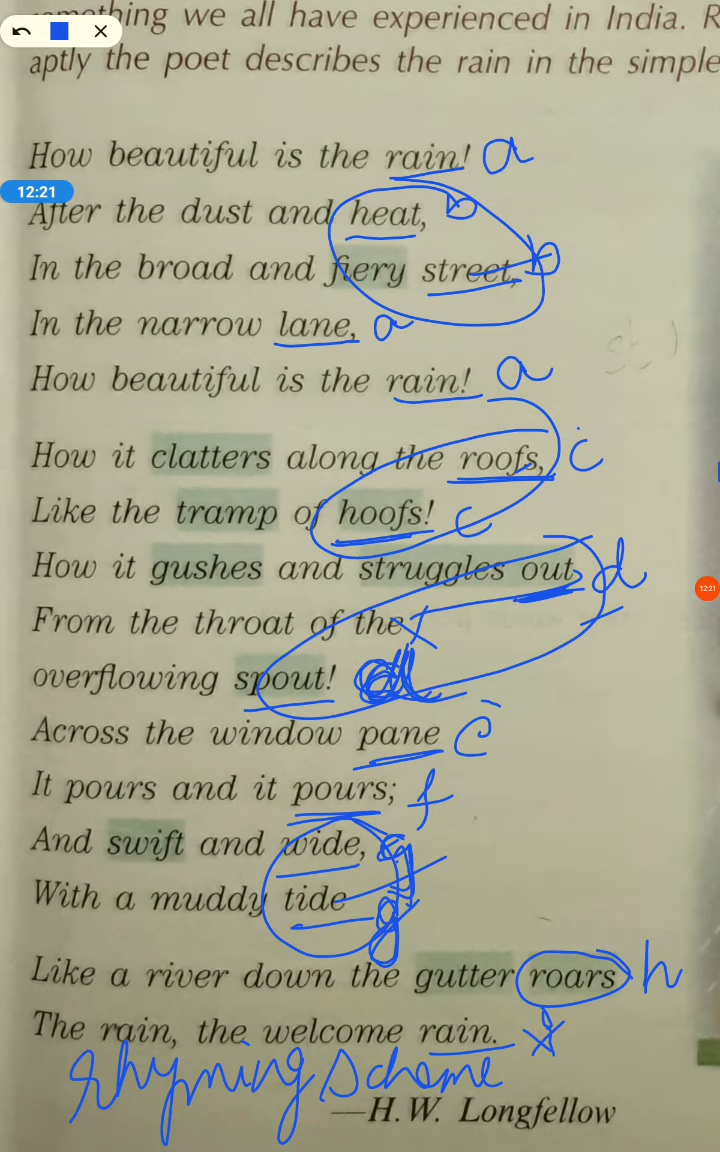 something we all have experienced in India. R
aptly the poet describes the rain in the simple
12:21
How beautiful is the rain! a
After the dust and heat, b
In the broad and fiery street, b
In the narrow lane, a
How beautiful is the rain! a
How it clatters along the roofs, c
Like the tramp of hoofs! c
How it gushes and struggles out d
12:21
From the throat of the x
overflowing spout! d
Across the window pane e
It pours and it pours; f
And swift and wide, g
With a muddy tide g
Like a river down the gutter roars h
The rain, the welcome rain.
Rhyming scheme
—H.W. Longfellow